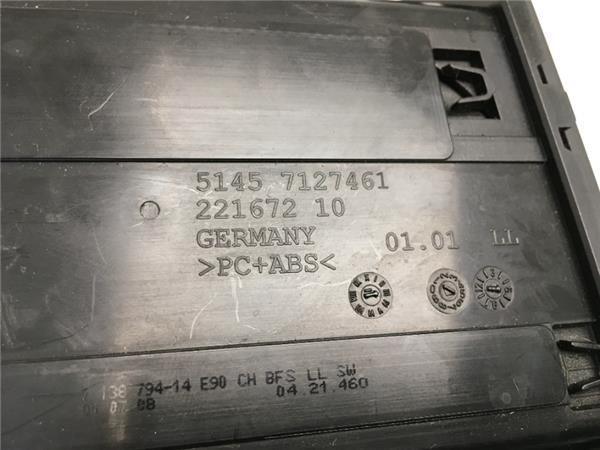 5145 7127461
221672 10
GERMANY 01.01 LL
>PC+ABS<
794-14 E90 CH BFS LL SW
04.21.460